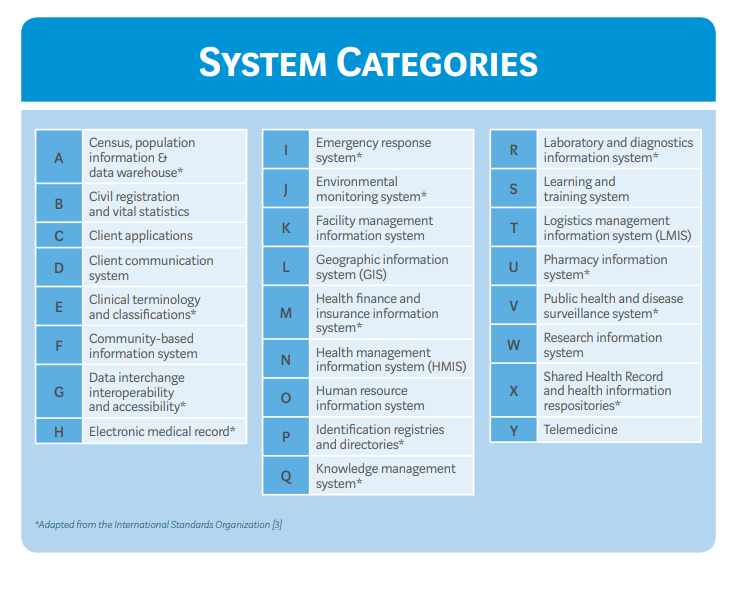 SYSTEM CATEGORIES
A
Census, population
information &
data warehouse*
B
Civil registration
and vital statistics
C
Client applications
D
Client communication
system
E
Clinical terminology
and classifications*
F
Community-based
information system
G
Data interchange
interoperability
and accessibility*
H
Electronic medical record*
I
Emergency response
system*
J
Environmental
monitoring system*
K
Facility management
information system
L
Geographic information
system (GIS)
M
Health finance and
insurance information
system*
N
Health management
information system (HMIS)
O
Human resource
information system
P
Identification registries
and directories*
Q
Knowledge management
system*
R
Laboratory and diagnostics
information system*
S
Learning and
training system
T
Logistics management
information system (LMIS)
U
Pharmacy information
system*
V
Public health and disease
surveillance system*
W
Research information
system
X
Shared Health Record
and health information
respositories*
Y
Telemedicine
*Adapted from the International Standards Organization [3]